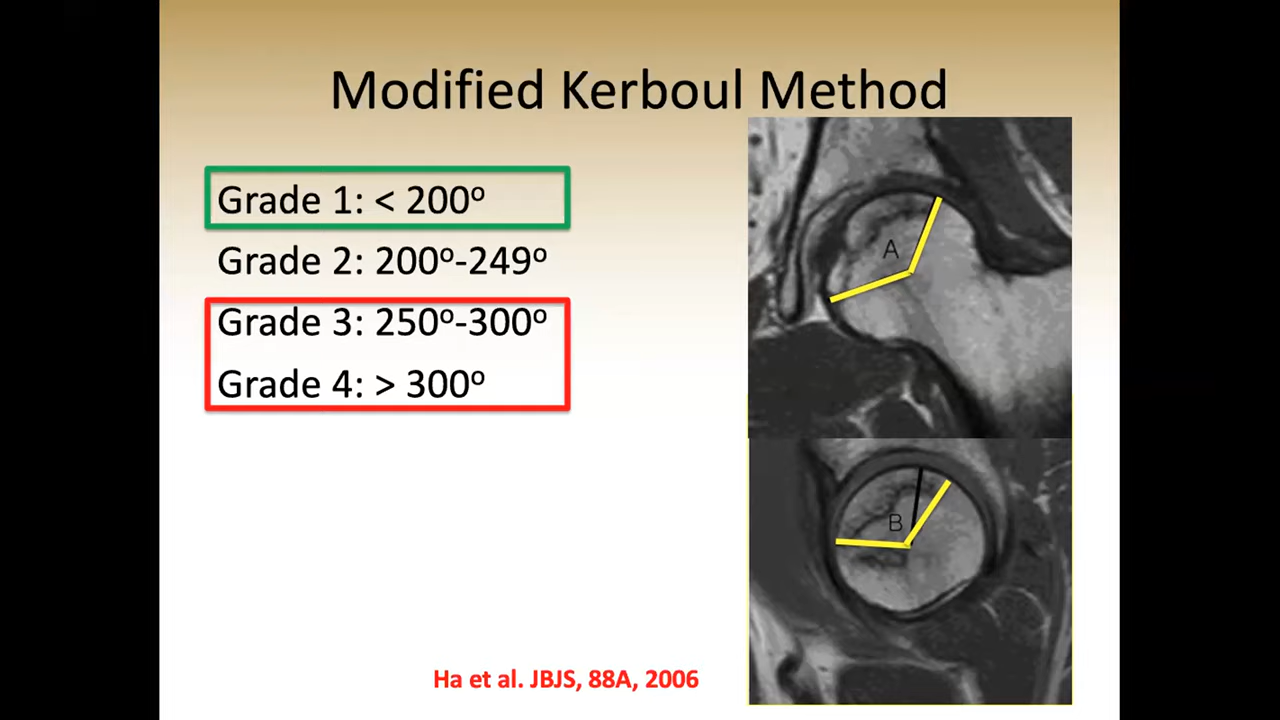 Modified Kerboul Method
Grade 1: < 200º
Grade 2: 200º-249º
Grade 3: 250º-300º
Grade 4: > 300º
A
B
Ha et al. JBJS, 88A, 2006